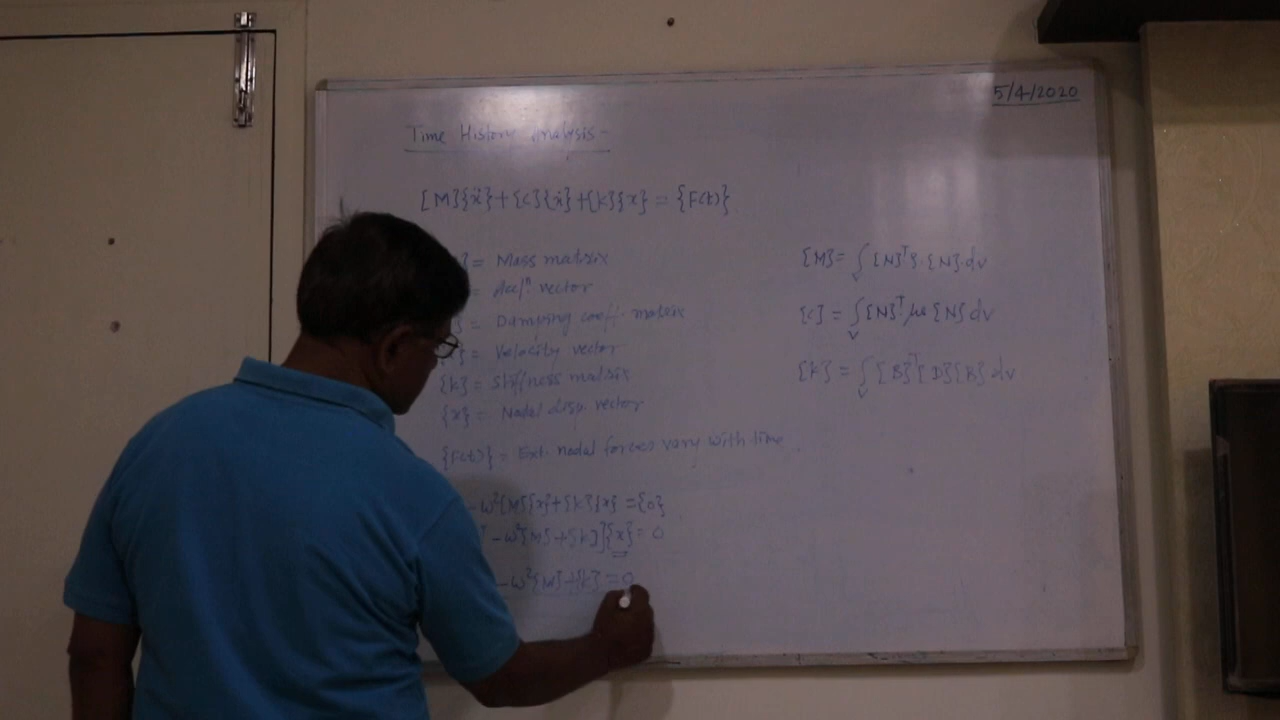 5/4/2020
Time History Analysis-
[M]{ẍ}+[C]{ẋ}+[K]{x} = {F(t)}
= Mass matrix
= Accln vector
= Damping coeff. matrix
= Velocity vector
[K] = Stiffness matrix
{x} = Nodal disp. vector
{F(t)} = Ext. nodal forces vary with time
[M] = ∫v [N]ᵀ ρ [N] dv
[C] = ∫v [N]ᵀ μ [N] dv
[K] = ∫v [B]ᵀ [D][B] dv
-ω²[M]{x}+[K]{x} = {0}
-ω²[M]+[K]]{x} = 0
-ω²[M]+[K] = 0